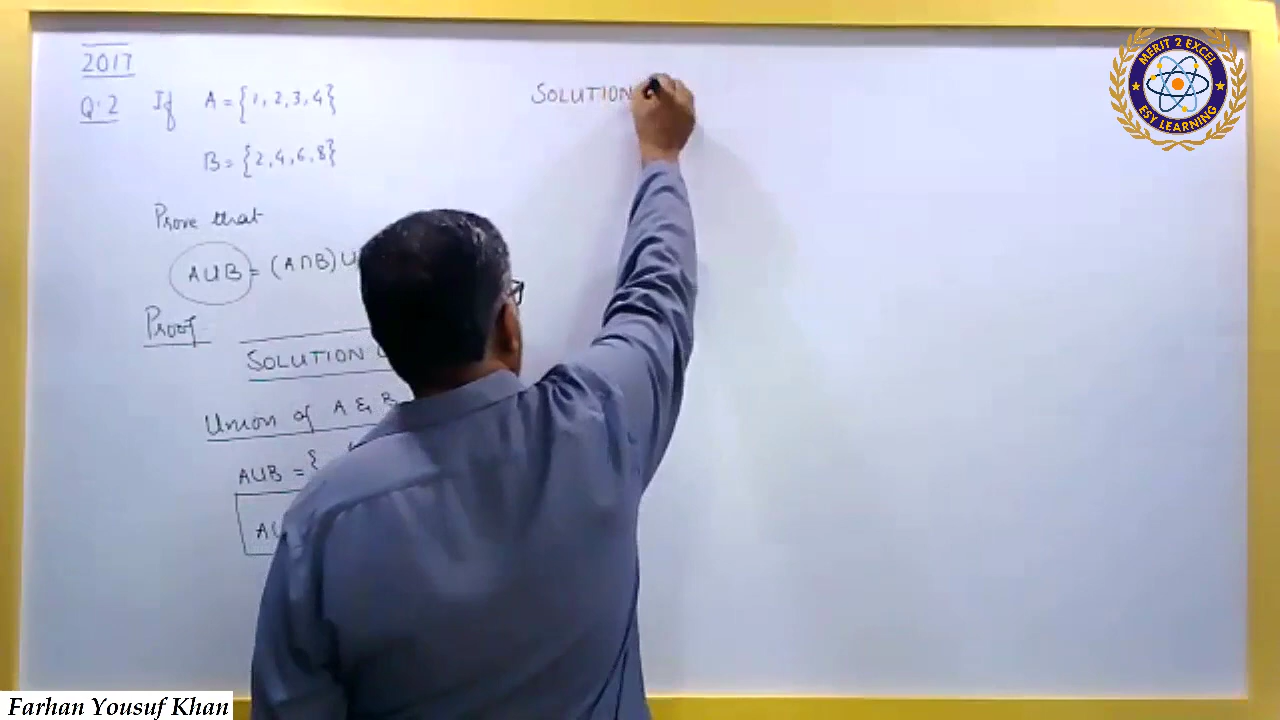 2017
Q.2 If A = {1, 2, 3, 4}
B = {2, 4, 6, 8}
Prove that
A∪B = (A∩B)∪
Proof
SOLUTION
Union of A & B
A∪B = {
SOLUTION
MERIT 2 EXCEL
ESY LEARNING
Farhan Yousuf Khan